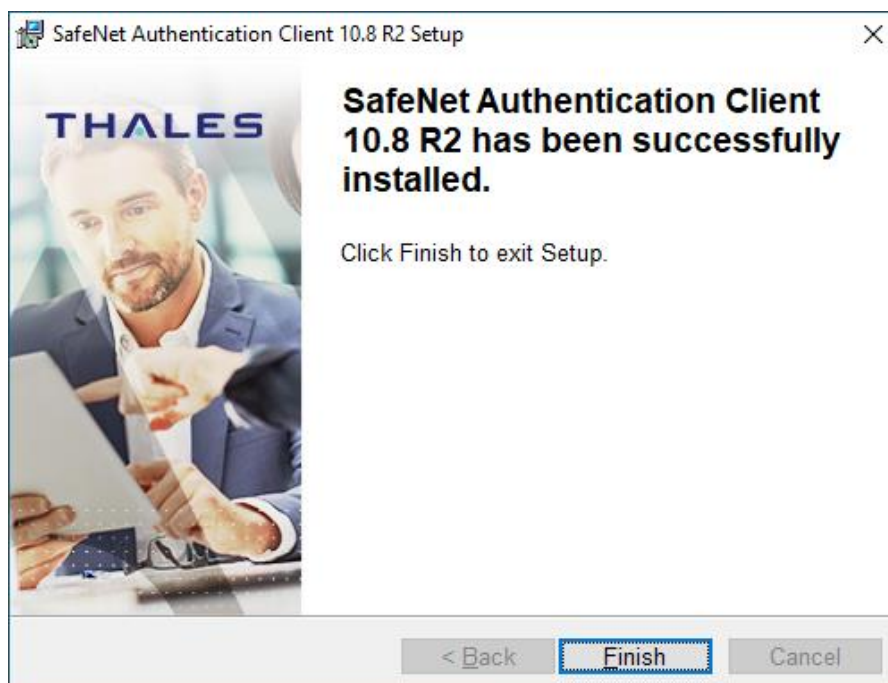 SafeNet Authentication Client 10.8 R2 Setup
THALES
SafeNet Authentication Client
10.8 R2 has been successfully
installed.
Click Finish to exit Setup.
< Back
Finish
Cancel